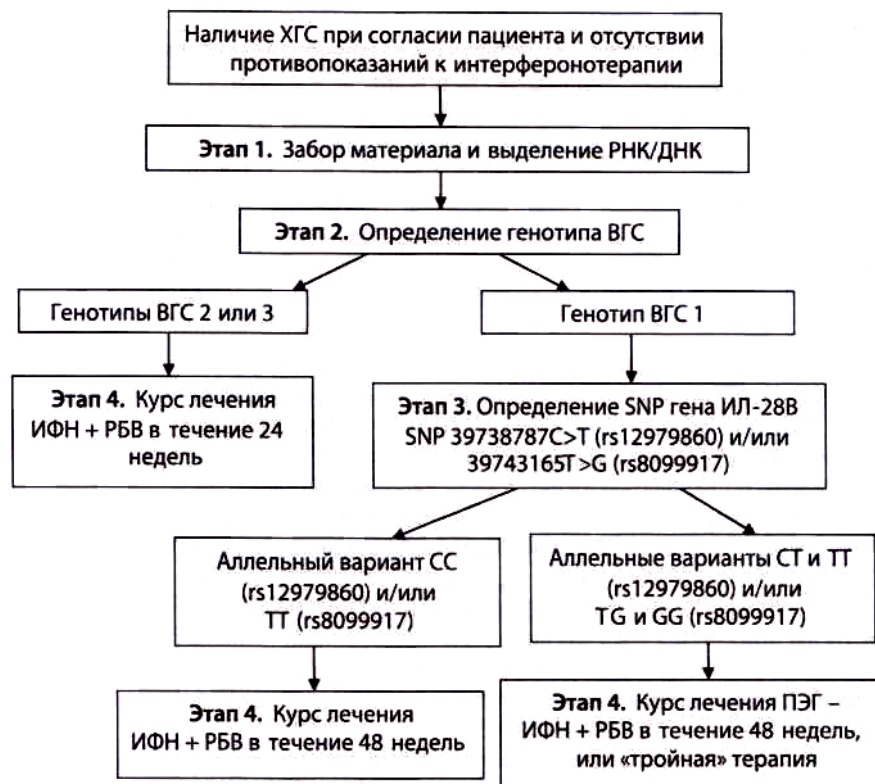 Наличие ХГС при согласии пациента и отсутствии
противопоказаний к интерферонотерапии
Этап 1. Забор материала и выделение РНК/ДНК
Этап 2. Определение генотипа ВГС
Генотипы ВГС 2 или 3
Генотип ВГС 1
Этап 4. Курс лечения
ИФН + РБВ в течение 24
недель
Этап 3. Определение SNP гена ИЛ-28В
SNP 39738787C>T (rs12979860) и/или
39743165T>G (rs8099917)
Аллельный вариант СС
(rs12979860) и/или
ТТ (rs8099917)
Аллельные варианты СТ и ТТ
(rs12979860) и/или
TG и GG (rs8099917)
Этап 4. Курс лечения
ИФН + РБВ в течение 48 недель
Этап 4. Курс лечения ПЭГ –
ИФН + РБВ в течение 48 недель,
или «тройная» терапия